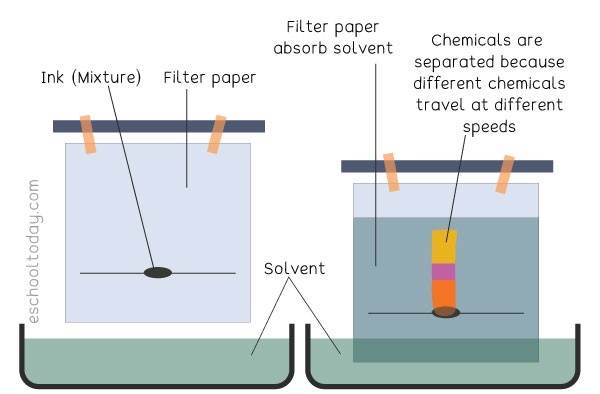 Ink (Mixture)
Filter paper
Filter paper
absorb solvent
Chemicals are
separated because
different chemicals
travel at different
speeds
Solvent
eschooltoday.com